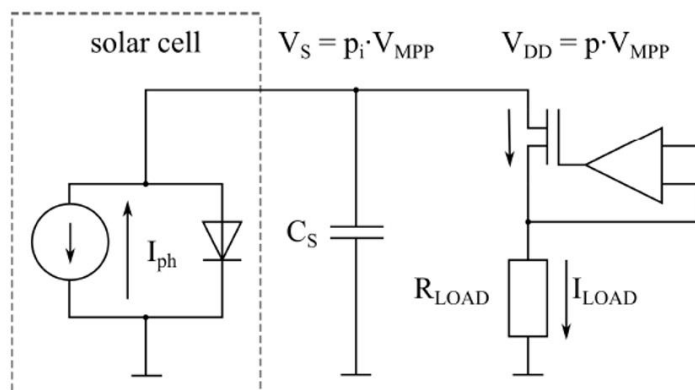 solar cell
V_S = p_i·V_MPP
V_DD = p·V_MPP
I_ph
C_S
R_LOAD
I_LOAD